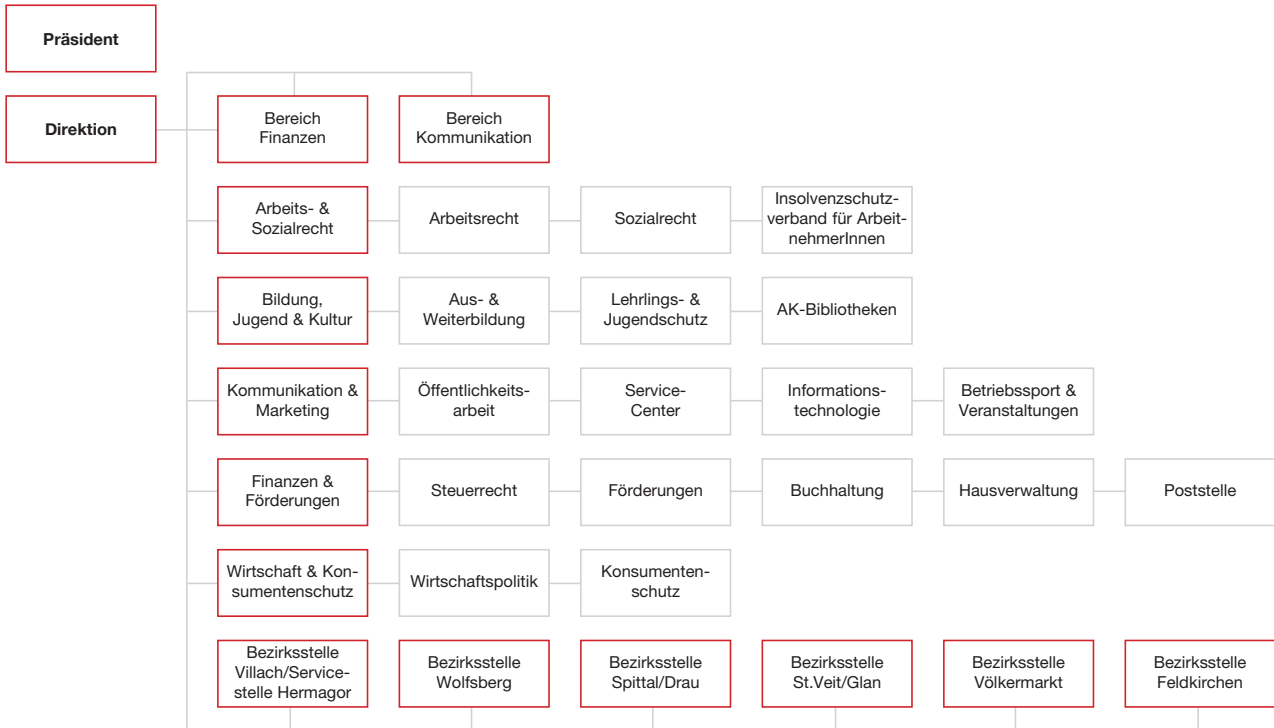 Präsident
Direktion
Bereich
Finanzen
Bereich
Kommunikation
Arbeits- &
Sozialrecht
Arbeitsrecht
Sozialrecht
Insolvenzschutz-
verband für Arbeit-
nehmerInnen
Bildung,
Jugend & Kultur
Aus- &
Weiterbildung
Lehrlings- &
Jugendschutz
AK-Bibliotheken
Kommunikation &
Marketing
Öffentlichkeits-
arbeit
Service-
Center
Informations-
technologie
Betriebssport &
Veranstaltungen
Finanzen &
Förderungen
Steuerrecht
Förderungen
Buchhaltung
Hausverwaltung
Poststelle
Wirtschaft & Kon-
sumentenschutz
Wirtschaftspolitik
Konsumenten-
schutz
Bezirksstelle
Villach/Service-
stelle Hermagor
Bezirksstelle
Wolfsberg
Bezirksstelle
Spittal/Drau
Bezirksstelle
St.Veit/Glan
Bezirksstelle
Völkermarkt
Bezirksstelle
Feldkirchen